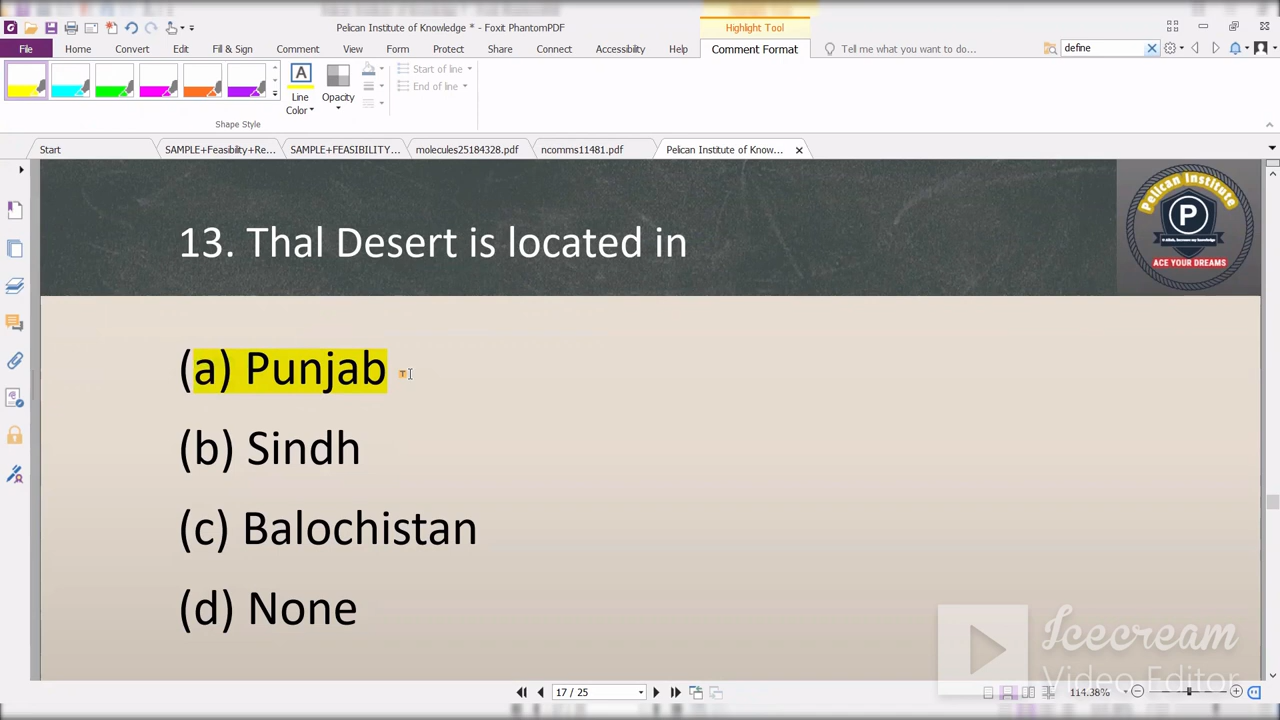 Pelican Institute of Knowledge * - Foxit PhantomPDF
Highlight Tool
File Home Convert Edit Fill & Sign Comment View Form Protect Share Connect Accessibility Help Comment Format Tell me what you want to do... define
Line Color
Opacity
Start of line
End of line
Shape Style
Start SAMPLE+Feasibilty+Re... SAMPLE+FEASIBILITY... molecules25184328.pdf ncomms11481.pdf Pelican Institute of Know...
13. Thal Desert is located in
Pelican Institute
P
ACE YOUR DREAMS
(a) Punjab
(b) Sindh
(c) Balochistan
(d) None
Icecream
Video Editor
17 / 25
114.38%